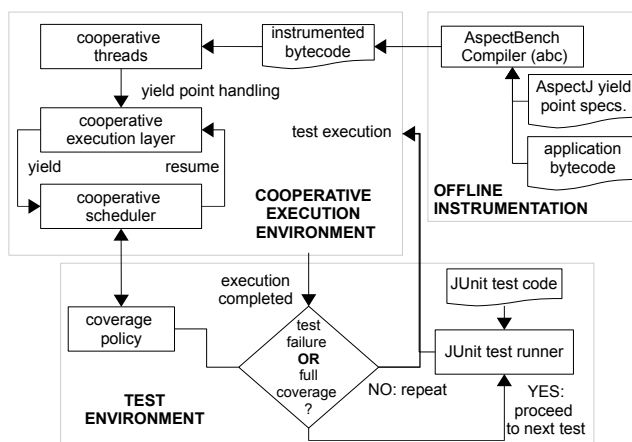 cooperative
threads
instrumented
bytecode
AspectBench
Compiler (abc)
AspectJ yield
point specs.
application
bytecode
OFFLINE
INSTRUMENTATION
yield point handling
cooperative
execution layer
yield
resume
cooperative
scheduler
test execution
COOPERATIVE
EXECUTION
ENVIRONMENT
execution
completed
coverage
policy
test
failure
OR
full
coverage
?
NO: repeat
JUnit test code
JUnit test runner
YES:
proceed
to next test
TEST
ENVIRONMENT